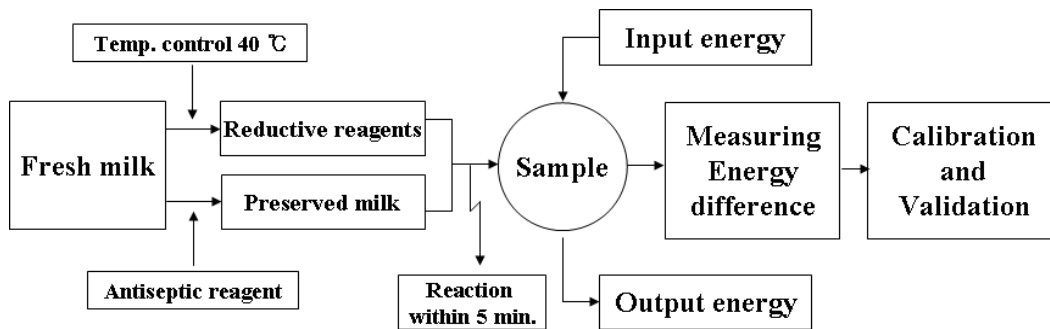 Temp. control 40 ℃
Input energy
Fresh milk
Reductive reagents
Preserved milk
Sample
Measuring
Energy
difference
Calibration
and
Validation
Antiseptic reagent
Reaction
within 5 min.
Output energy